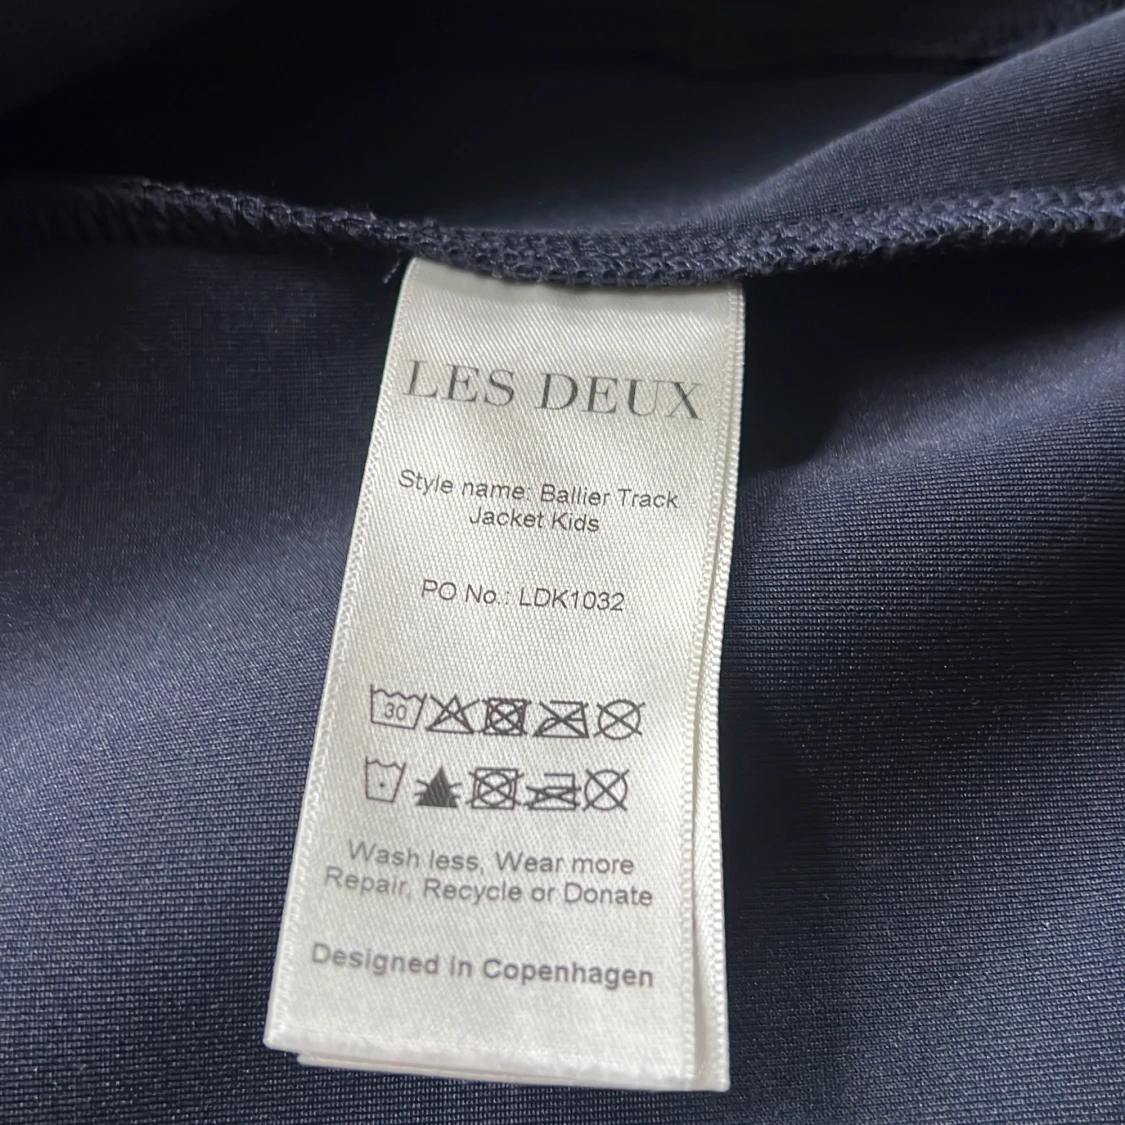 LES DEUX
Style name: Ballier Track
Jacket Kids
PO No.: LDK1032
30
Wash less, Wear more
Repair, Recycle or Donate
Designed in Copenhagen